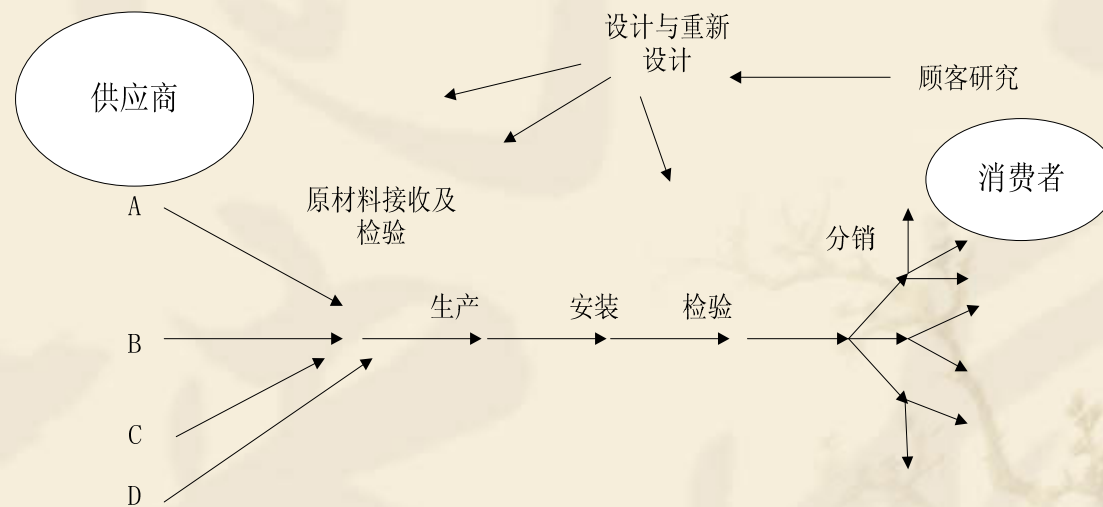 设计与重新
设计
供应商
顾客研究
消费者
A
原材料接收及
检验
分销
生产
安装
检验
B
C
D